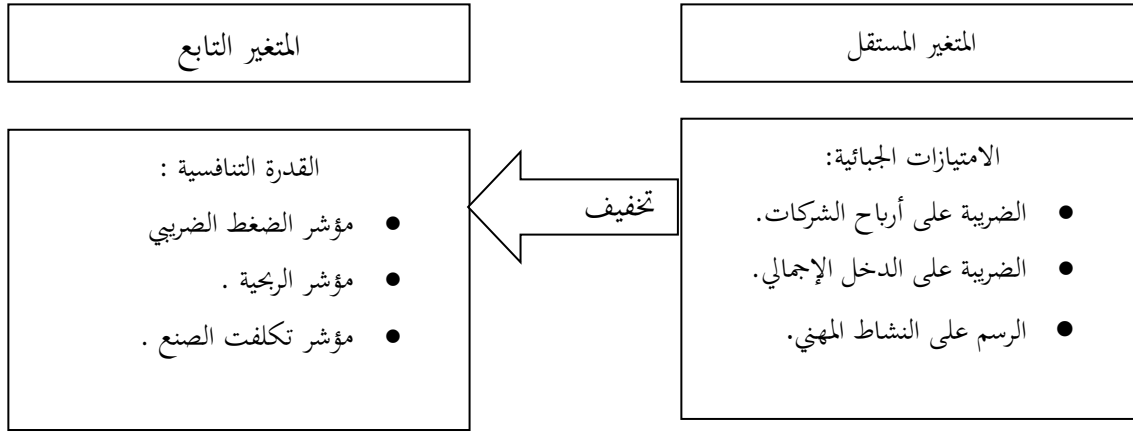 المتغير المستقل
المتغير التابع
الامتيازات الجبائية:
● الضريبة على أرباح الشركات.
● الضريبة على الدخل الإجمالي.
● الرسم على النشاط المهني.
تخفيف
القدرة التنافسية :
● مؤشر الضغط الضريبي
● مؤشر الربحية .
● مؤشر تكلفت الصنع .